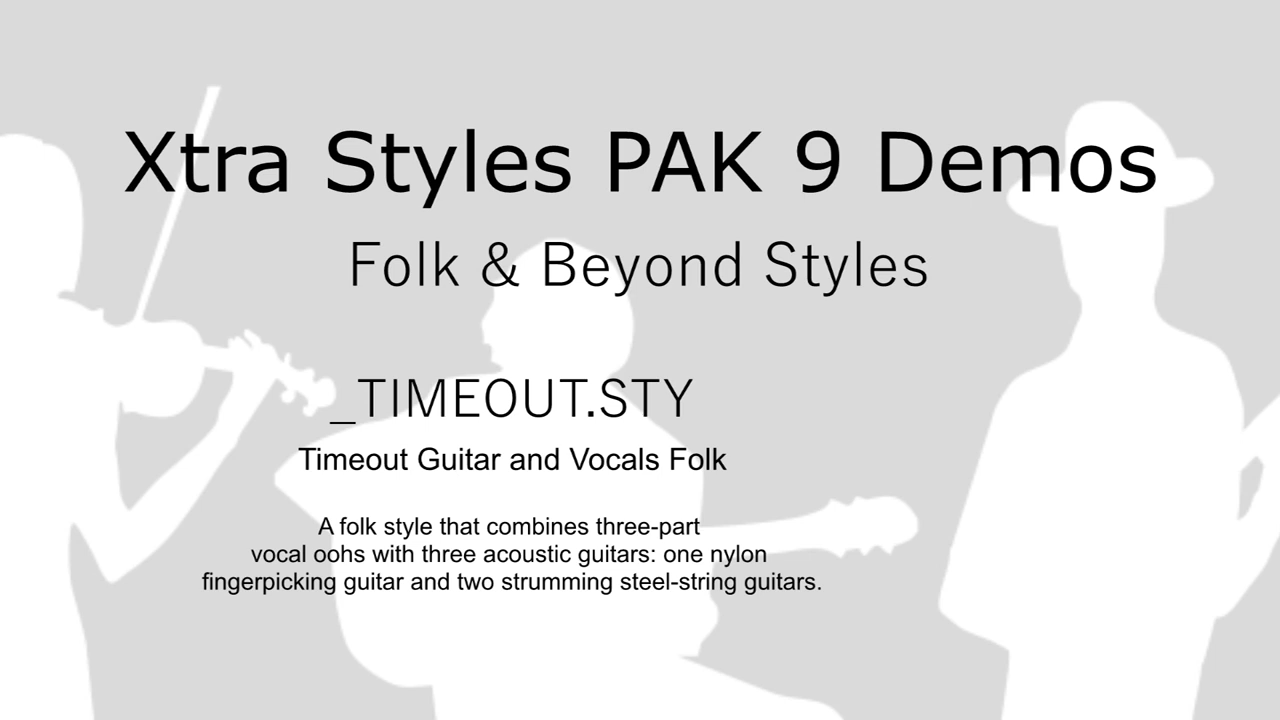 Xtra Styles PAK 9 Demos
Folk & Beyond Styles
_TIMEOUT.STY
Timeout Guitar and Vocals Folk
A folk style that combines three-part
vocal oohs with three acoustic guitars: one nylon
fingerpicking guitar and two strumming steel-string guitars.